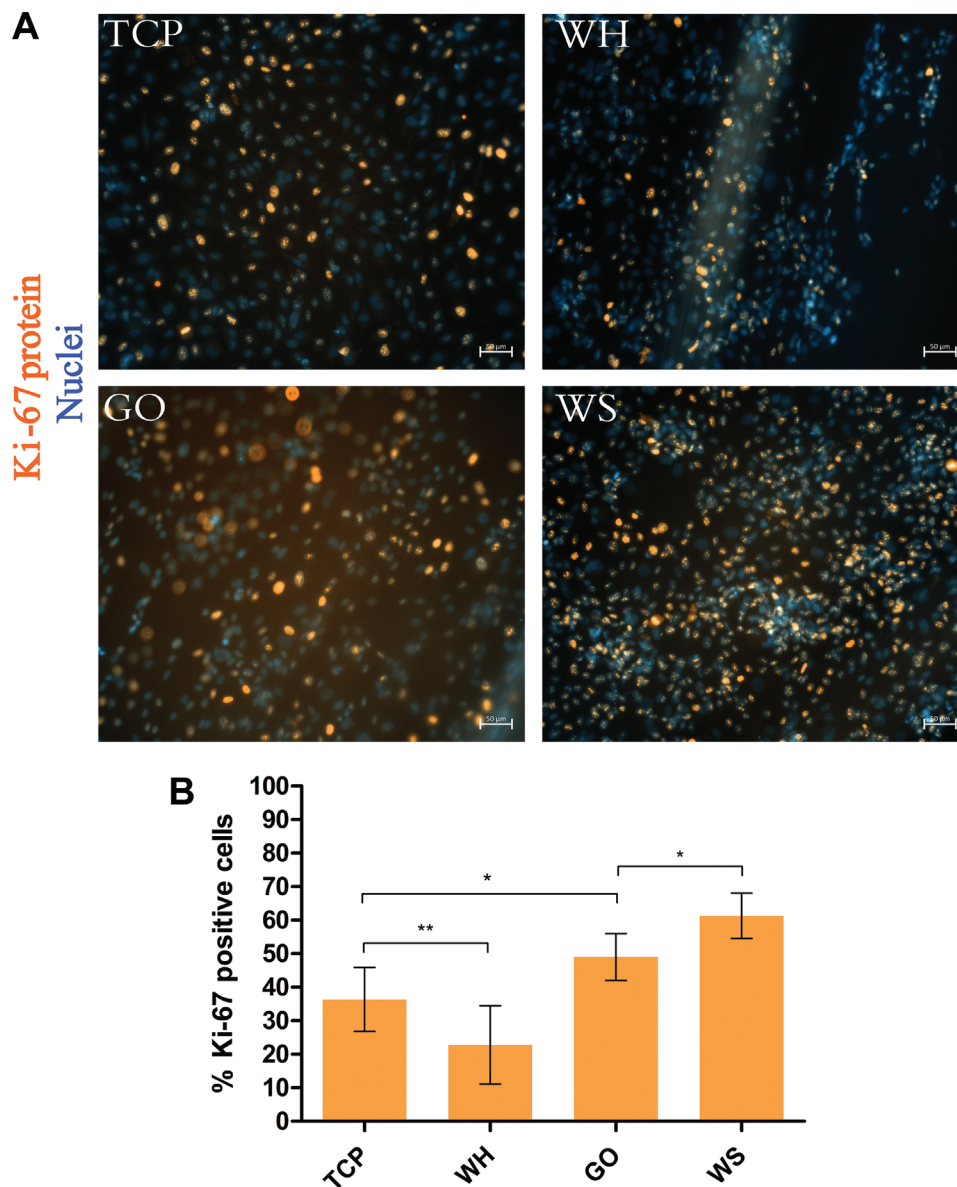 A
TCP
WH
Ki-67 protein
Nuclei
50 µm
50 µm
GO
WS
50 µm
50 µm
B
% Ki-67 positive cells
100
90
80
70
60
50
40
30
20
10
0
**
*
*
TCP
WH
GO
WS